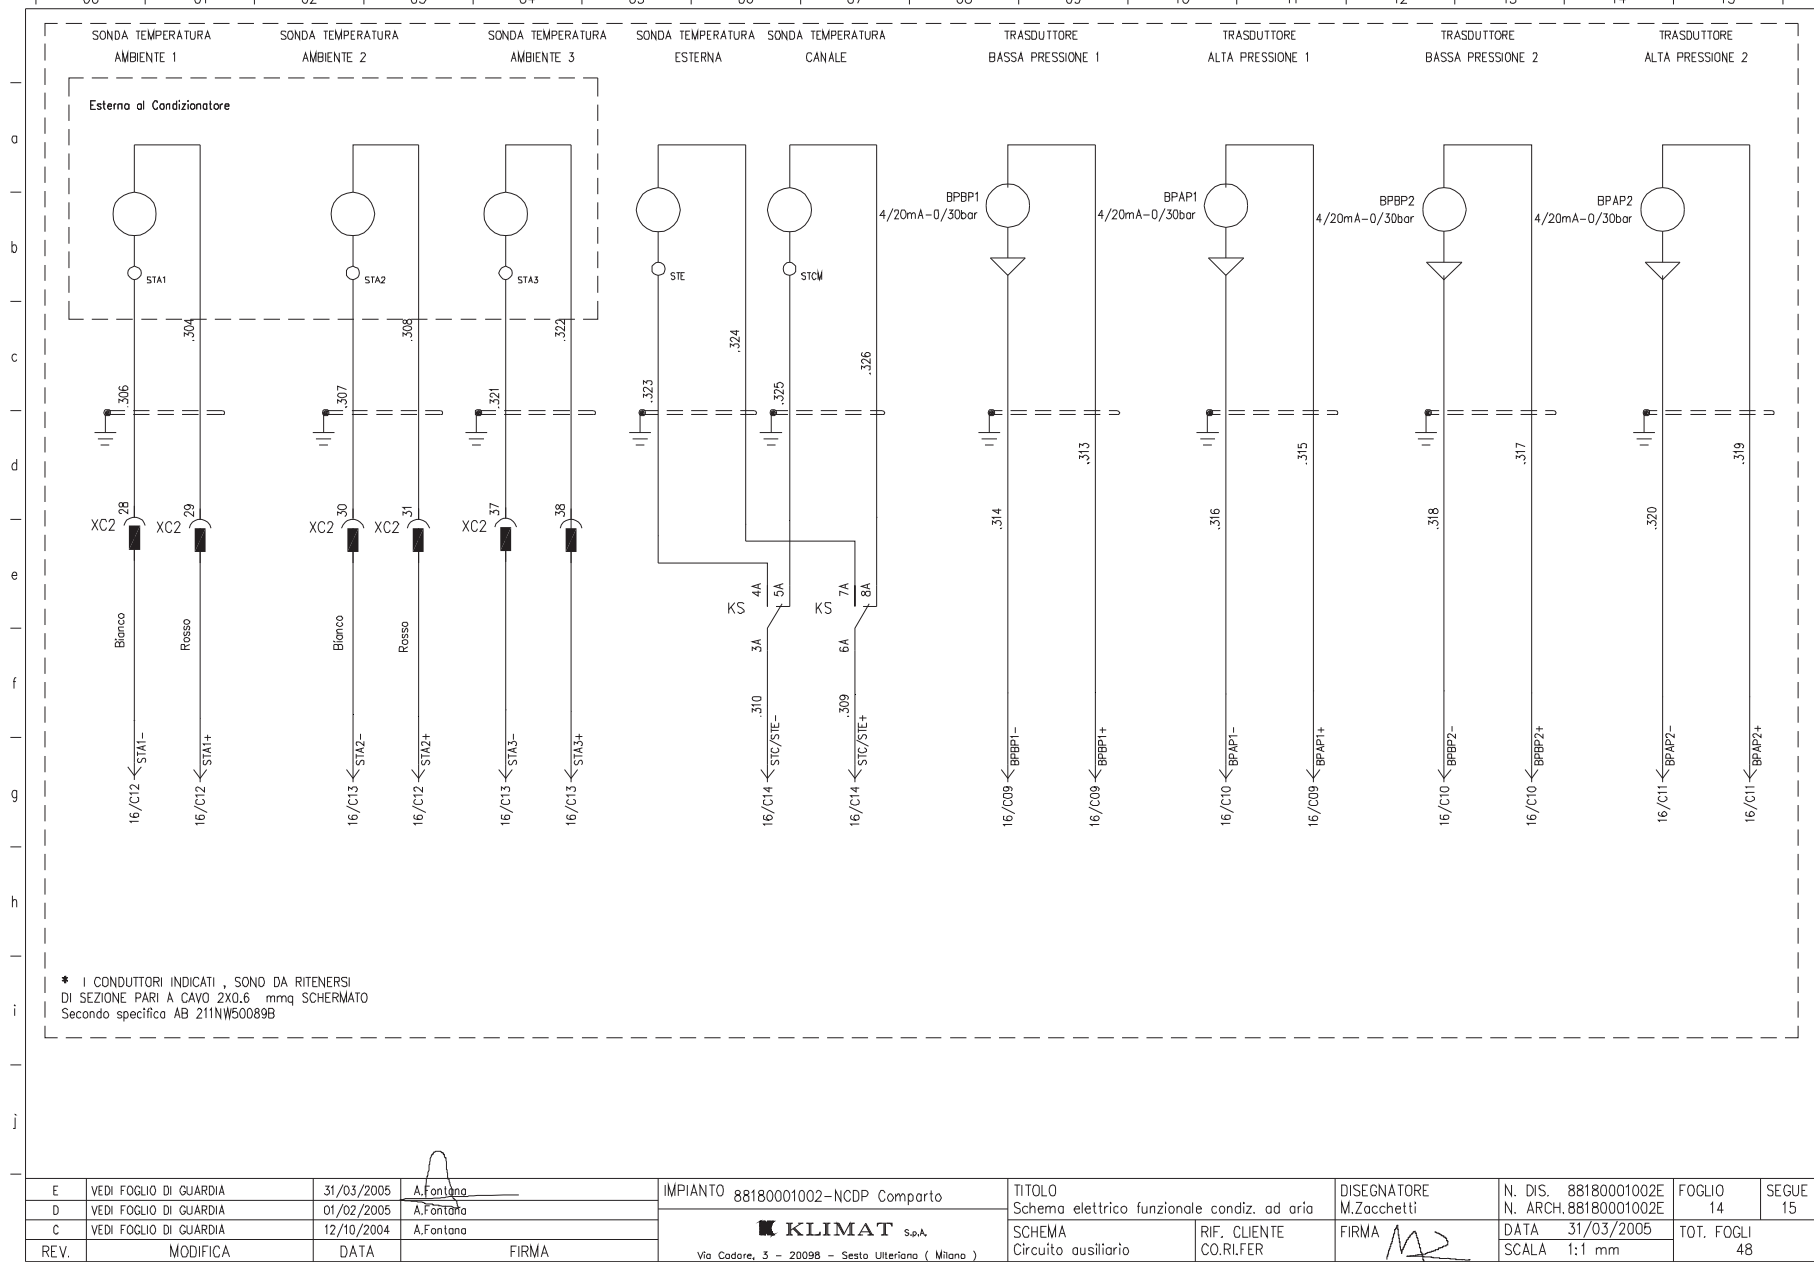 SONDA TEMPERATURA
AMBIENTE 1
SONDA TEMPERATURA
AMBIENTE 2
SONDA TEMPERATURA
AMBIENTE 3
SONDA TEMPERATURA
ESTERNA
SONDA TEMPERATURA
CANALE
TRASDUTTORE
BASSA PRESSIONE 1
TRASDUTTORE
ALTA PRESSIONE 1
TRASDUTTORE
BASSA PRESSIONE 2
TRASDUTTORE
ALTA PRESSIONE 2
Esterna al Condizionatore
a
b
c
d
e
f
g
h
i
j
BPBP1
4/20mA-0/30bar
BPAP1
4/20mA-0/30bar
BPBP2
4/20mA-0/30bar
BPAP2
4/20mA-0/30bar
STA1
STA2
STA3
STE
STCM
.304
.308
.322
.324
.326
.306
.307
.321
.323
.325
.313
.315
.317
.319
.314
.316
.318
.320
XC2 28
XC2 29
XC2 30
XC2 31
XC2 37
38
4A
5A
7A
8A
KS
KS
3A
6A
Bianco
Rosso
Bianco
Rosso
.310
.309
STA1-
STA1+
STA2-
STA2+
STA3-
STA3+
STC/STE-
STC/STE+
BPBP1-
BPBP1+
BPAP1-
BPAP1+
BPBP2-
BPBP2+
BPAP2-
BPAP2+
16/C12
16/C12
16/C13
16/C12
16/C13
16/C13
16/C14
16/C14
16/C09
16/C09
16/C10
16/C09
16/C10
16/C10
16/C11
16/C11
* I CONDUTTORI INDICATI , SONO DA RITENERSI
DI SEZIONE PARI A CAVO 2X0.6 mmq SCHERMATO
Secondo specifica AB 211NW50089B
E VEDI FOGLIO DI GUARDIA 31/03/2005 A.Fontana
D VEDI FOGLIO DI GUARDIA 01/02/2005 A.Fontana
C VEDI FOGLIO DI GUARDIA 12/10/2004 A,Fontana
REV. MODIFICA DATA FIRMA
IMPIANTO 88180001002-NCDP Comparto
KLIMAT S.p.A.
Via Cadore, 3 - 20098 - Sesto Ulteriano ( Milano )
TITOLO
Schema elettrico funzionale condiz. ad aria
SCHEMA
Circuito ausiliario
RIF. CLIENTE
CO.RI.FER
DISEGNATORE
M.Zacchetti
FIRMA
N. DIS. 88180001002E
N. ARCH.88180001002E
DATA 31/03/2005
SCALA 1:1 mm
FOGLIO
14
SEGUE
15
TOT. FOGLI
48